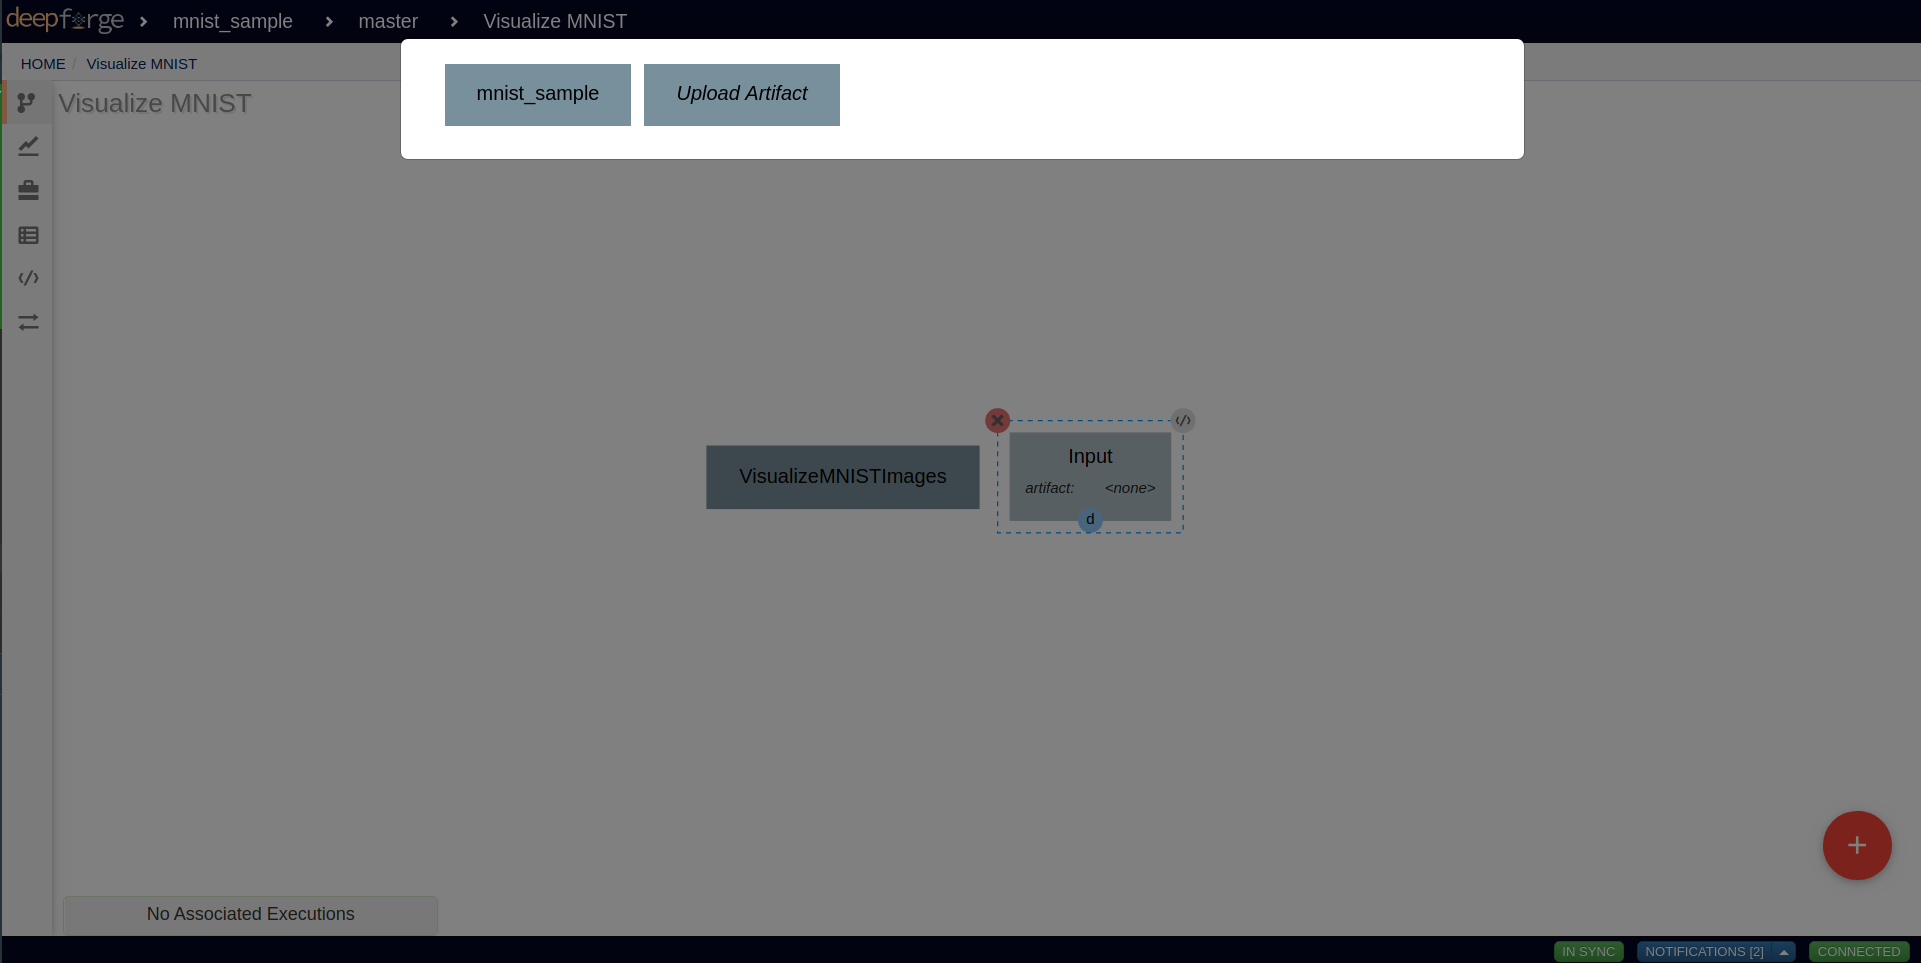 deepforge mnist_sample master Visualize MNIST
HOME / Visualize MNIST
mnist_sample Upload Artifact
Visualize MNIST
VisualizeMNISTImages
Input
artifact: <none>
d
No Associated Executions
IN SYNC NOTIFICATIONS [2] CONNECTED